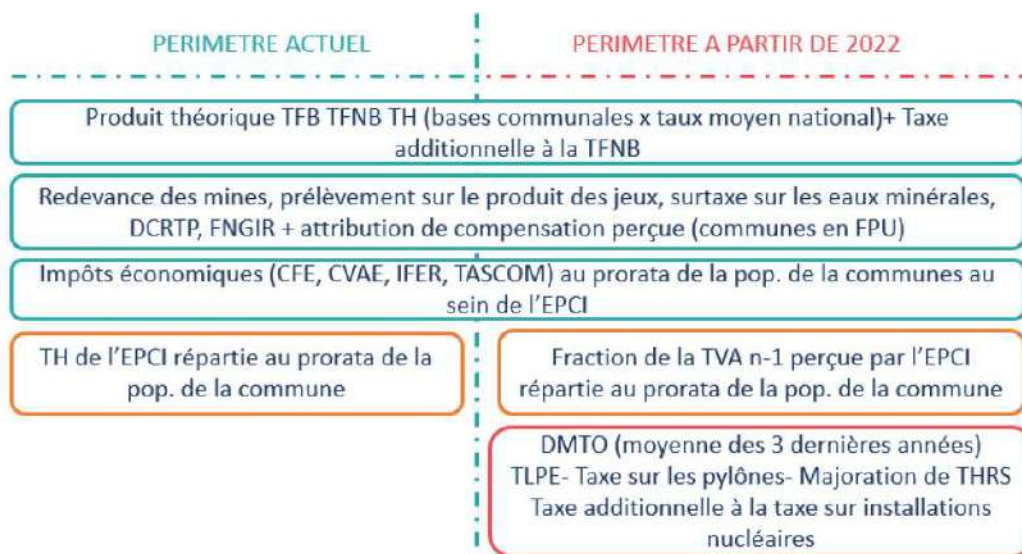 PERIMETRE ACTUEL
PERIMETRE A PARTIR DE 2022
Produit théorique TFB TFNB TH (bases communales x taux moyen national)+ Taxe
additionnelle à la TFNB
Redevance des mines, prélèvement sur le produit des jeux, surtaxe sur les eaux minérales,
DCRTP, FNGIR + attribution de compensation perçue (communes en FPU)
Impôts économiques (CFE, CVAE, IFER, TASCOM) au prorata de la pop. de la communes au
sein de l'EPCI
TH de l'EPCI répartie au prorata de la
pop. de la commune
Fraction de la TVA n-1 perçue par l'EPCI
répartie au prorata de la pop. de la commune
DMTO (moyenne des 3 dernières années)
TLPE- Taxe sur les pylônes- Majoration de THRS
Taxe additionnelle à la taxe sur installations
nucléaires